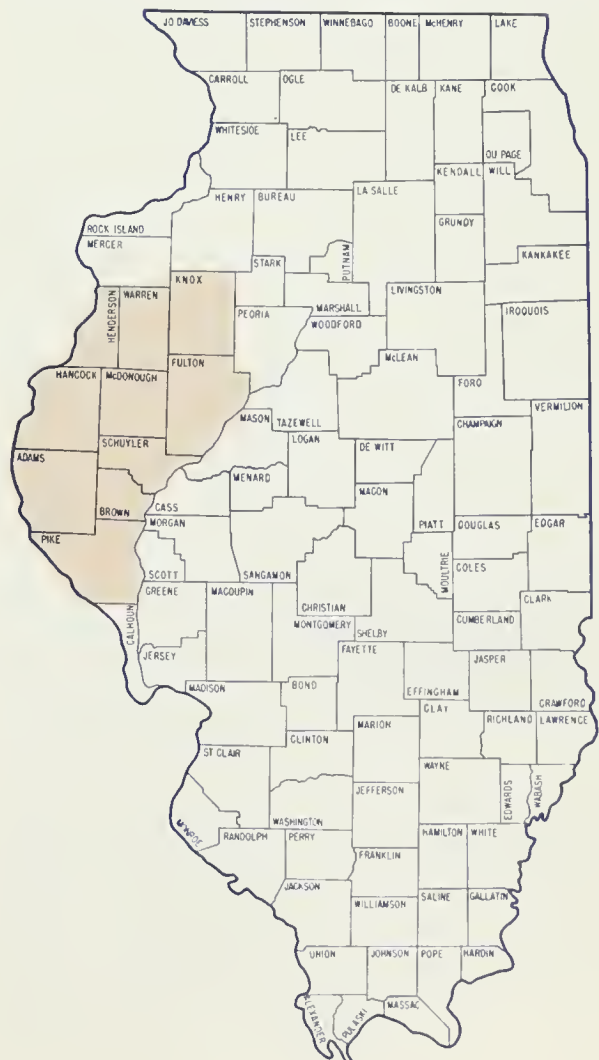 JO DAVIESS
STEPHENSON
WINNEBAGO
BOONE
McHENRY
LAKE
CARROLL
OGLE
DE KALB
KANE
COOK
WHITESIDE
LEE
DU PAGE
KENDALL
WILL
LA SALLE
HENRY
BUREAU
GRUNDY
ROCK ISLAND
MERCER
PUTNAM
KANKAKEE
STARK
KNOX
LIVINGSTON
WARREN
HENDERSON
PEORIA
MARSHALL
IROQUOIS
WOODFORD
McLEAN
FULTON
HANCOCK
McDONOUGH
FORD
VERMILION
MASON
TAZEWELL
CHAMPAIGN
LOGAN
SCHUYLER
DE WITT
ADAMS
MENARD
MACON
CASS
BROWN
MORGAN
PIATT
DOUGLAS
EDGAR
PIKE
MOULTRIE
COLES
SCOTT
SANGAMON
GREENE
MACOUPIN
CHRISTIAN
CLARK
CALHOUN
MONTGOMERY
CUMBERLAND
SHELBY
FAYETTE
JERSEY
JASPER
MADISON
BOND
EFFINGHAM
CRAWFORD
CLAY
RICHLAND
LAWRENCE
MARION
CLINTON
ST CLAIR
WAYNE
EDWARDS
WABASH
JEFFERSON
WASHINGTON
MONROE
RANDOLPH
PERRY
HAMILTON
WHITE
FRANKLIN
JACKSON
SALINE
GALLATIN
WILLIAMSON
UNION
JOHNSON
POPE
HARDIN
ALEXANDER
PULASKI
MASSAC